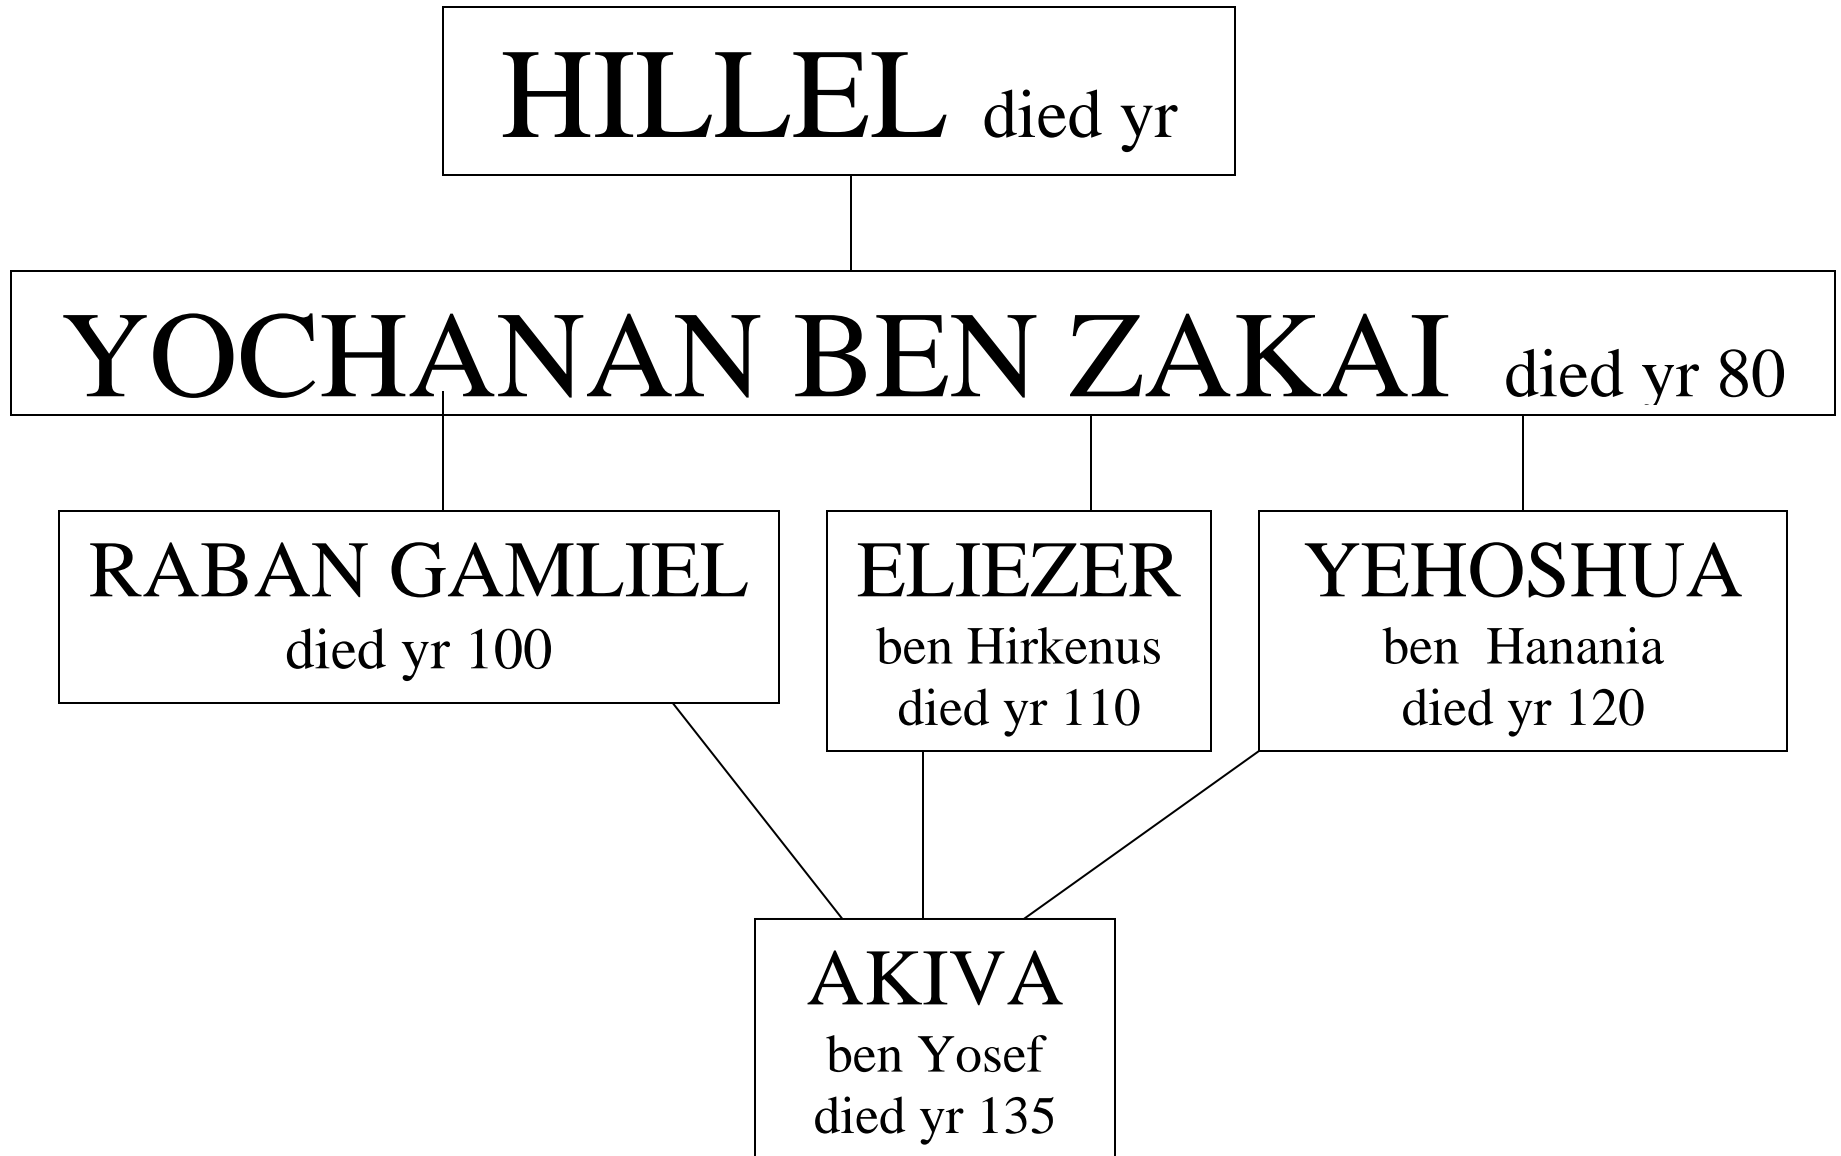 HILLEL died yr
YOCHANAN BEN ZAKAI died yr 80
RABAN GAMLIEL
died yr 100
ELIEZER
ben Hirkenus
died yr 110
YEHOSHUA
ben Hanania
died yr 120
AKIVA
ben Yosef
died yr 135